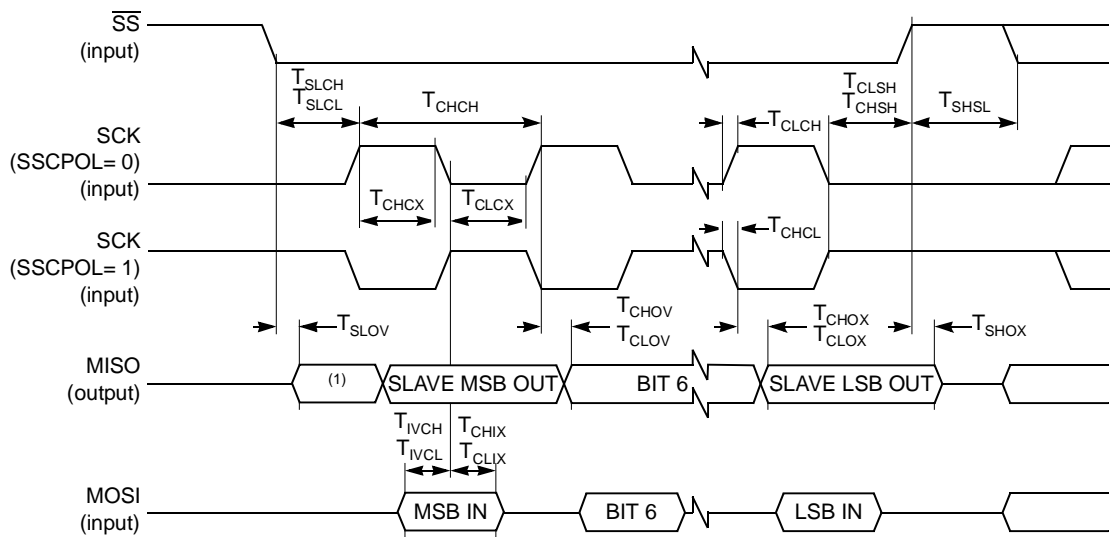 SS
(input)
T_SLCH
T_SLCL
T_CHCH
T_CLCH
T_CLSH
T_CHSH
T_SHSL
SCK
(SSCPOL= 0)
(input)
T_CHCX
T_CLCX
T_CHCL
SCK
(SSCPOL= 1)
(input)
T_SLOV
T_CHOV
T_CLOV
T_CHOX
T_CLOX
T_SHOX
MISO
(output)
(1)
SLAVE MSB OUT
BIT 6
SLAVE LSB OUT
T_IVCH
T_IVCL
T_CHIX
T_CLIX
MOSI
(input)
MSB IN
BIT 6
LSB IN